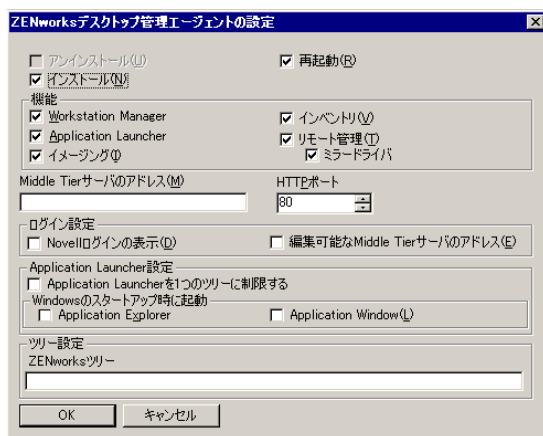 ZENworksデスクトップ管理エージェントの設定
アンインストール(U) 再起動(R)
インストール(N)
機能
Workstation Manager インベントリ(V)
Application Launcher リモート管理(T)
イメージング(I) ミラードライバ
Middle Tierサーバのアドレス(M) HTTPポート
80
ログイン設定
Novellログインの表示(D) 編集可能なMiddle Tierサーバのアドレス(E)
Application Launcher設定
Application Launcherを1つのツリーに制限する
Windowsのスタートアップ時に起動
Application Explorer Application Window(L)
ツリー設定
ZENworksツリー
OK キャンセル